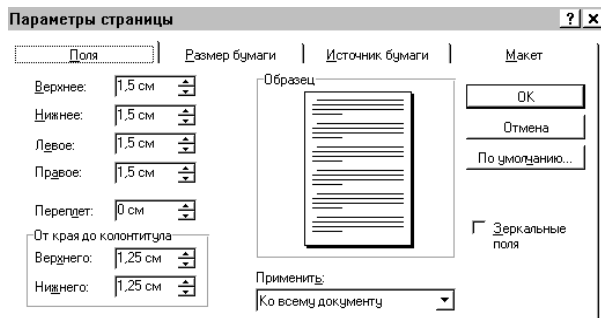 Параметры страницы
Поля
Размер бумаги
Источник бумаги
Макет
Верхнее: 1,5 см
Нижнее: 1,5 см
Левое: 1,5 см
Правое: 1,5 см
Переплет: 0 см
От края до колонтитула
Верхнего: 1,25 см
Нижнего: 1,25 см
Образец
Применить:
Ко всему документу
ОК
Отмена
По умолчанию...
Зеркальные
поля